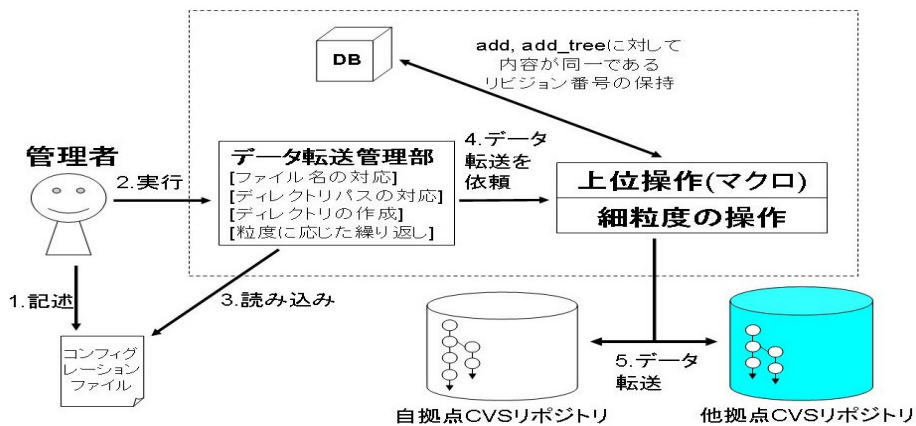 DB
add, add_treeに対して
内容が同一である
リビジョン番号の保持
管理者
2.実行
データ転送管理部
[ファイル名の対応]
[ディレクトリパスの対応]
[ディレクトリの作成]
[粒度に応じた繰り返し]
4.データ
転送を
依頼
上位操作(マクロ)
細粒度の操作
1.記述
3.読み込み
コンフィグ
レーション
ファイル
5.データ
転送
自拠点CVSリポジトリ
他拠点CVSリポジトリ